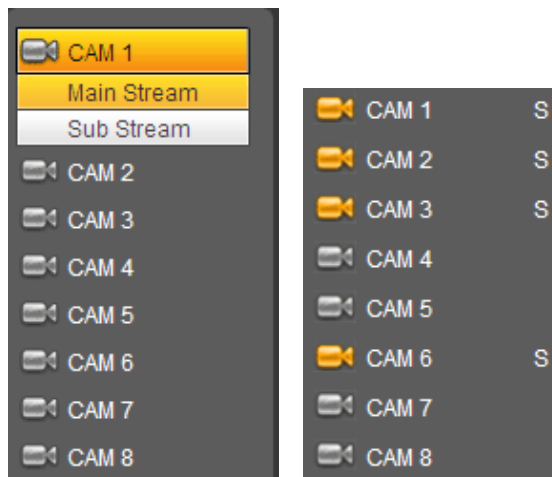 CAM 1
Main Stream
Sub Stream
CAM 2
CAM 3
CAM 4
CAM 5
CAM 6
CAM 7
CAM 8
CAM 1 S
CAM 2 S
CAM 3 S
CAM 4
CAM 5
CAM 6 S
CAM 7
CAM 8